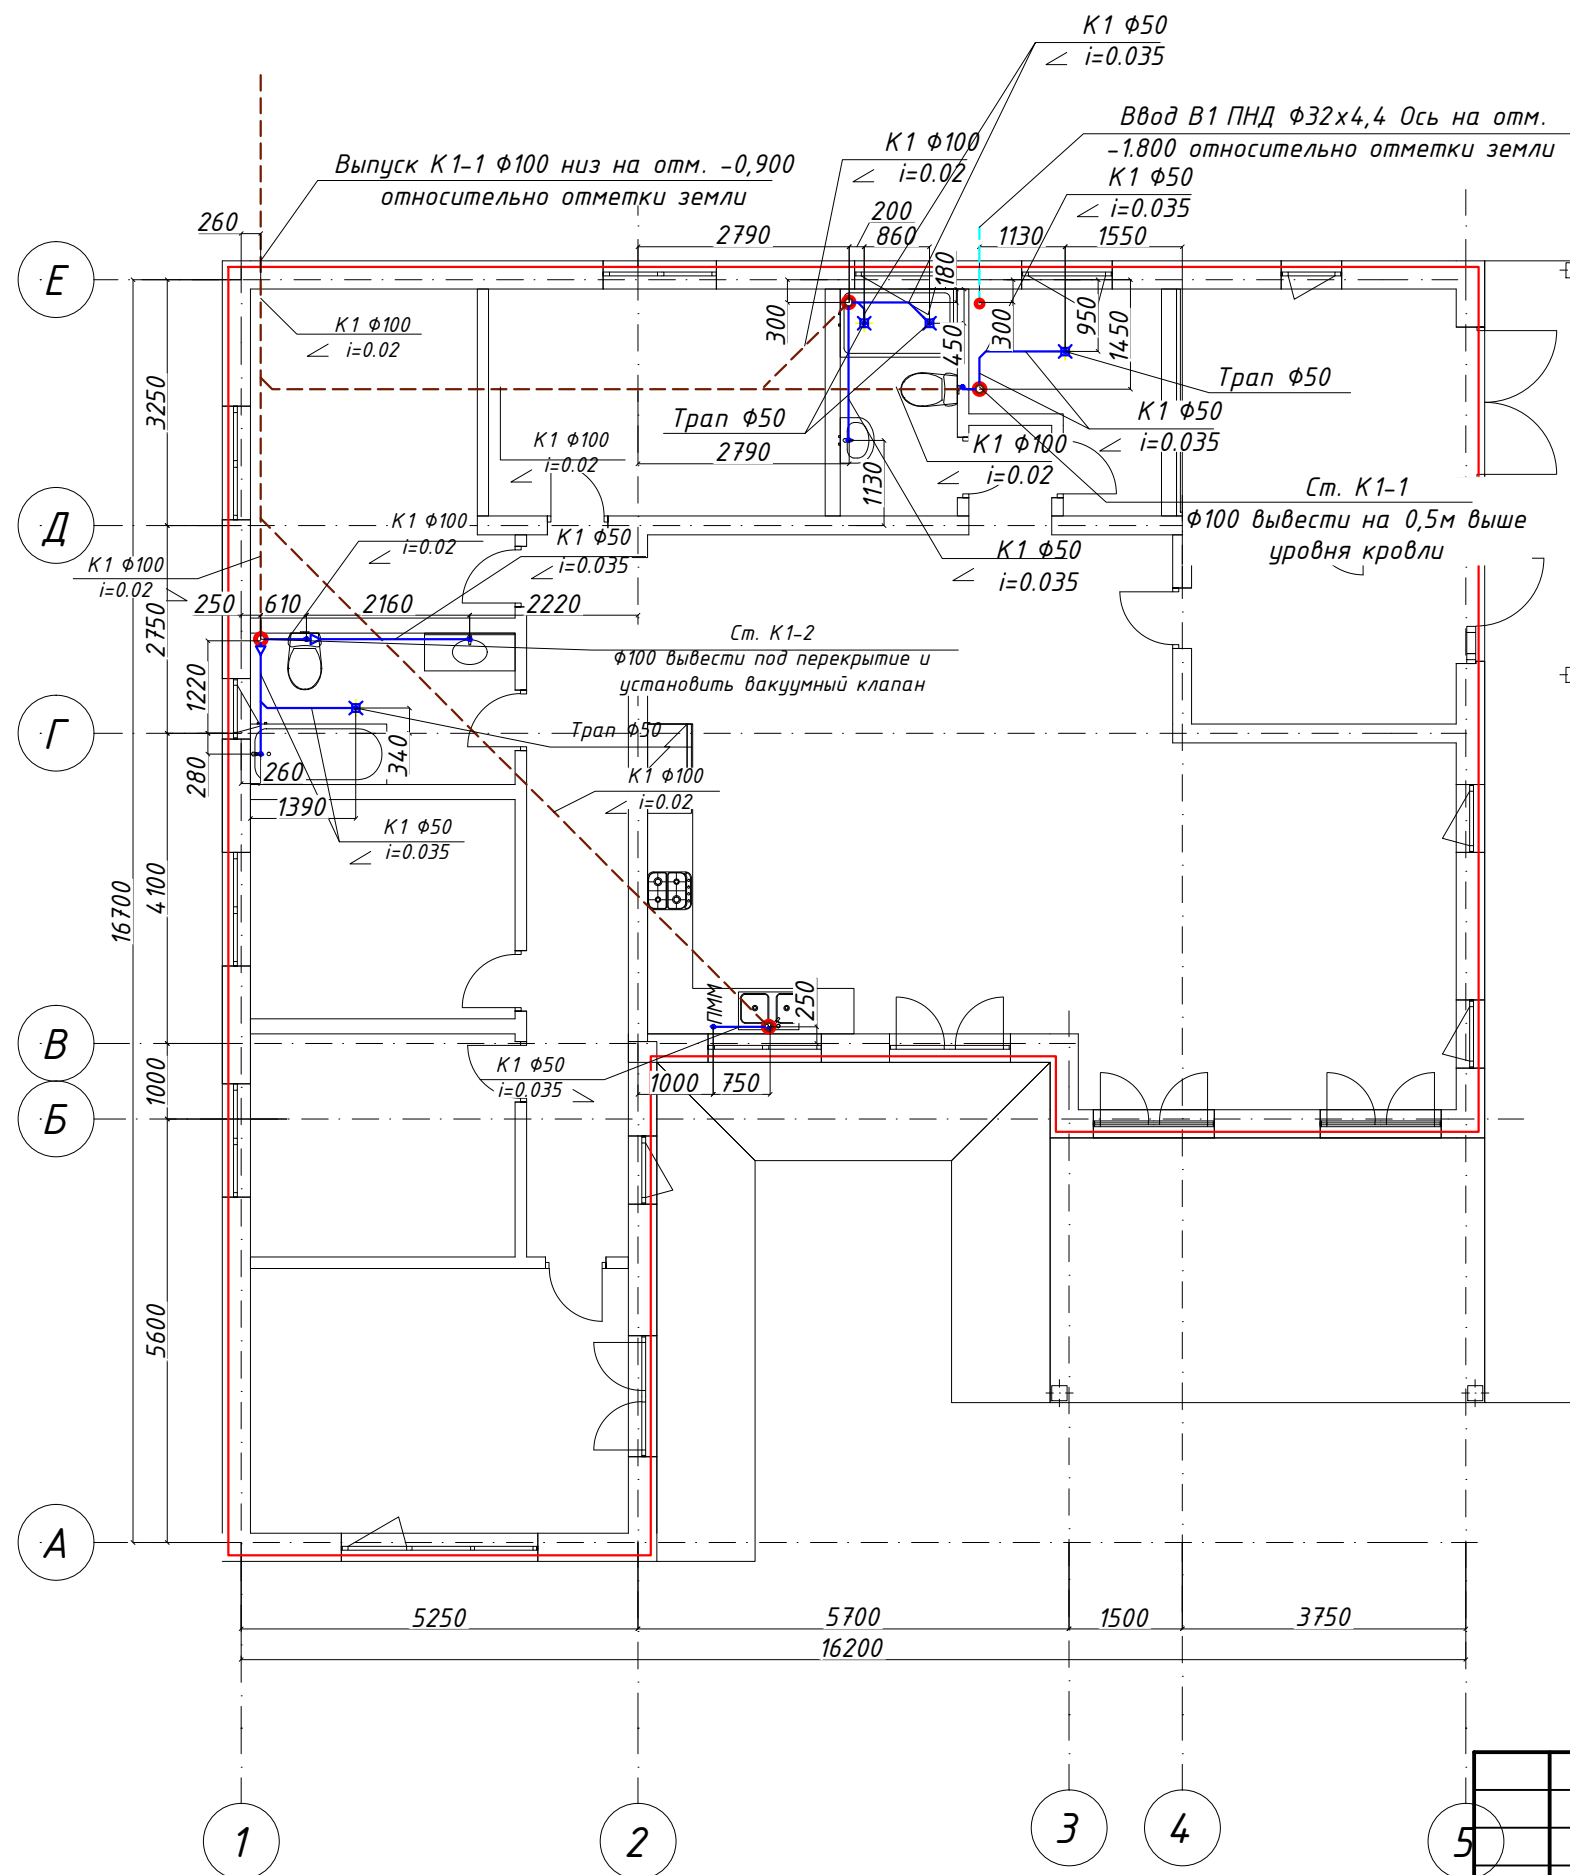 К1 Ф50
i=0.035
Ввод В1 ПНД Ф32х4,4 Ось на отм.
-1.800 относительно отметки земли
К1 Ф100
i=0.02
Выпуск К1-1 Ф100 низ на отм. -0,900
относительно отметки земли
К1 Ф50
i=0.035
260
200
2790
860
1130
1550
Е
180
300
300
950
1450
450
К1 Ф100
i=0.02
3250
Трап Ф50
Трап Ф50
К1 Ф50
i=0.035
К1 Ф100
i=0.02
2790
К1 Ф100
i=0.02
1130
Ст. К1-1
Ф100 вывести на 0,5м выше
уровня кровли
Д
К1 Ф100
i=0.02
К1 Ф50
i=0.035
К1 Ф50
i=0.035
К1 Ф100
i=0.02
250
610
2160
2220
2750
1220
Ст. К1-2
Ф100 вывести под перекрытие и
установить вакуумный клапан
Г
Трап Ф50
340
280
260
1390
К1 Ф100
i=0.02
К1 Ф50
i=0.035
16700
4100
ПММ
250
В
1000
К1 Ф50
i=0.035
1000
750
Б
5600
А
5250
5700
1500
3750
16200
1
2
3
4
5